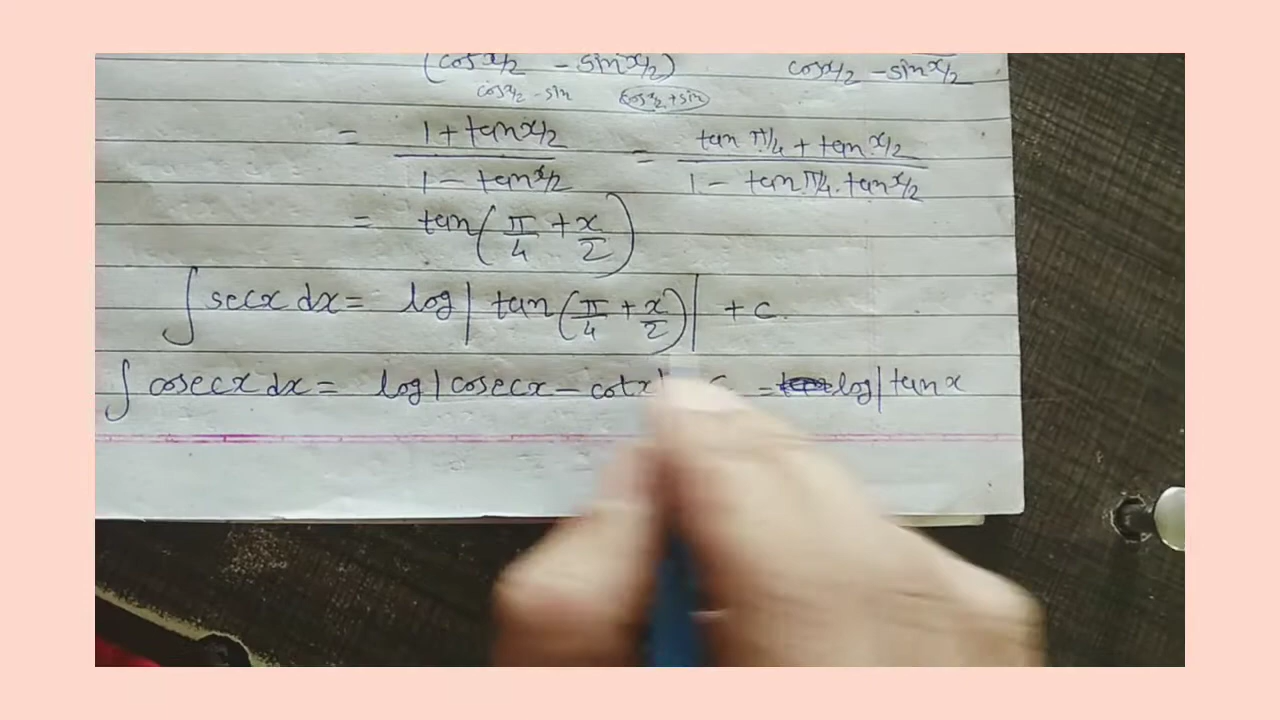 (cos x/2 - sin x/2) cos x/2 - sin x/2
cos x/2 - sin cos x/2 + sin
= 1 + tan x/2 / 1 - tan x/2 = tan π/4 + tan x/2 / 1 - tan π/4 . tan x/2
= tan(π/4 + x/2)
∫ sec x dx = log | tan(π/4 + x/2) | + c.
∫ cosec x dx = log | cosec x - cot x | = log | tan x